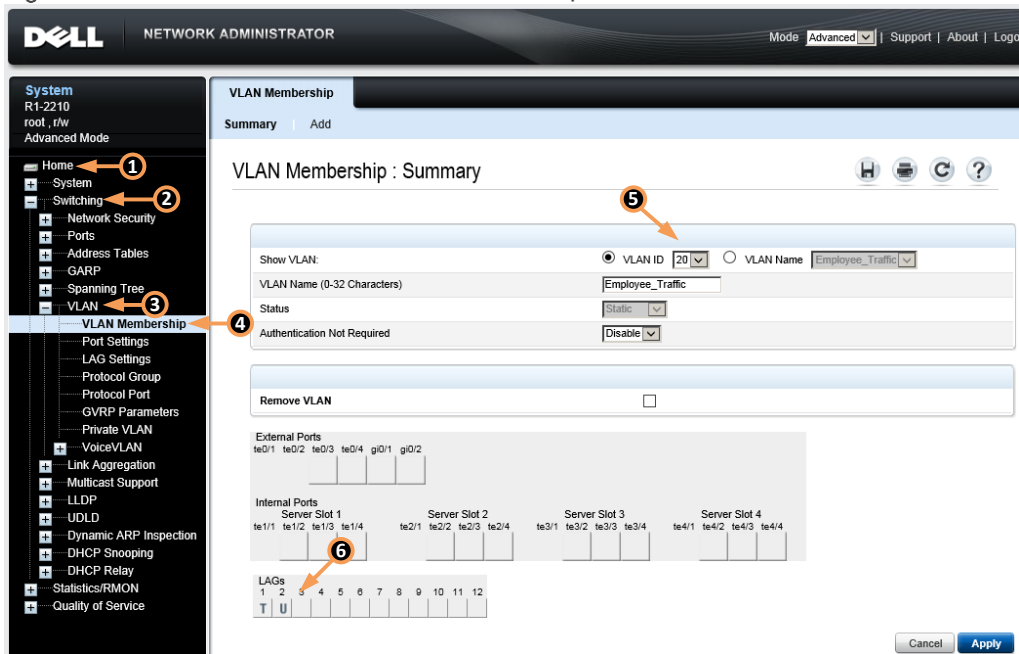 DELL
NETWORK ADMINISTRATOR
Mode Advanced | Support | About | Logo
System
R1-2210
root , r/w
Advanced Mode
Home
1
System
Switching
2
Network Security
Ports
Address Tables
GARP
Spanning Tree
VLAN
3
VLAN Membership
4
Port Settings
LAG Settings
Protocol Group
Protocol Port
GVRP Parameters
Private VLAN
VoiceVLAN
Link Aggregation
Multicast Support
LLDP
UDLD
Dynamic ARP Inspection
DHCP Snooping
DHCP Relay
Statistics/RMON
Quality of Service
VLAN Membership
Summary | Add
VLAN Membership : Summary
H ?
5
Show VLAN: VLAN ID 20 VLAN Name Employee_Traffic
VLAN Name (0-32 Characters) Employee_Traffic
Status Static
Authentication Not Required Disable
Remove VLAN
External Ports
te0/1 te0/2 te0/3 te0/4 gi0/1 gi0/2
Internal Ports
Server Slot 1 Server Slot 2 Server Slot 3 Server Slot 4
te1/1 te1/2 te1/3 te1/4 te2/1 te2/2 te2/3 te2/4 te3/1 te3/2 te3/3 te3/4 te4/1 te4/2 te4/3 te4/4
6
LAGs
1 2 3 4 5 6 7 8 9 10 11 12
T U
Cancel Apply